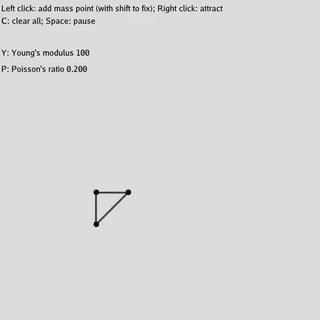 Left click: add mass point (with shift to fix); Right click: attract
C: clear all; Space: pause
Y: Young's modulus 100
P: Poisson's ratio 0.200